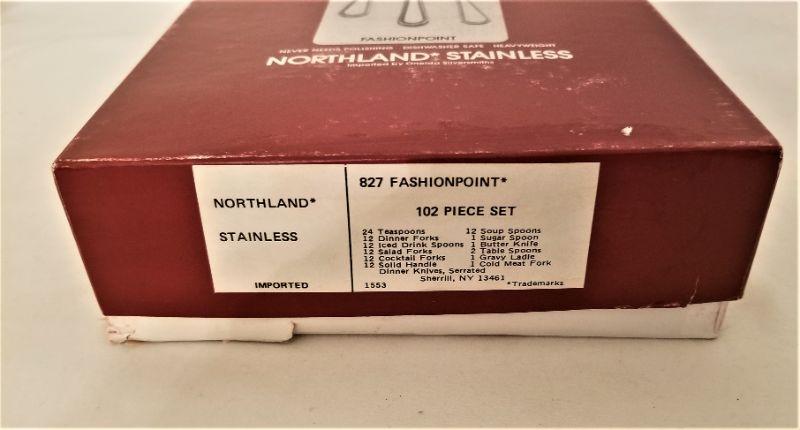 FASHIONPOINT
NEVER NEEDS POLISHING DISHWASHER SAFE HEAVYWEIGHT
NORTHLAND* STAINLESS
Imported by Oneida Silversmiths
NORTHLAND*
STAINLESS
IMPORTED
827 FASHIONPOINT*
102 PIECE SET
24 Teaspoons
12 Dinner Forks
12 Iced Drink Spoons
12 Salad Forks
12 Cocktail Forks
12 Solid Handle
Dinner Knives, Serrated
12 Soup Spoons
1 Sugar Spoon
1 Butter Knife
2 Table Spoons
1 Gravy Ladle
1 Cold Meat Fork
Sherrill, NY 13461
1553
*Trademarks